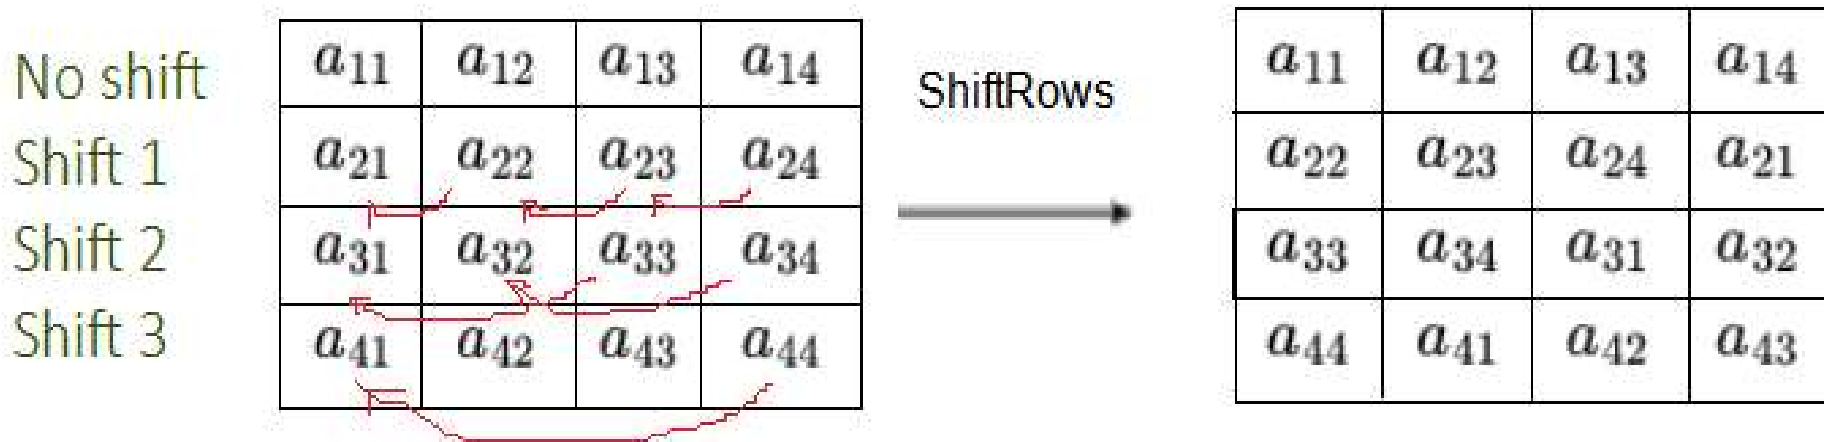 No shift a₁₁ a₁₂ a₁₃ a₁₄ ShiftRows a₁₁ a₁₂ a₁₃ a₁₄
Shift 1 a₂₁ a₂₂ a₂₃ a₂₄ a₂₂ a₂₃ a₂₄ a₂₁
Shift 2 a₃₁ a₃₂ a₃₃ a₃₄ a₃₃ a₃₄ a₃₁ a₃₂
Shift 3 a₄₁ a₄₂ a₄₃ a₄₄ a₄₄ a₄₁ a₄₂ a₄₃